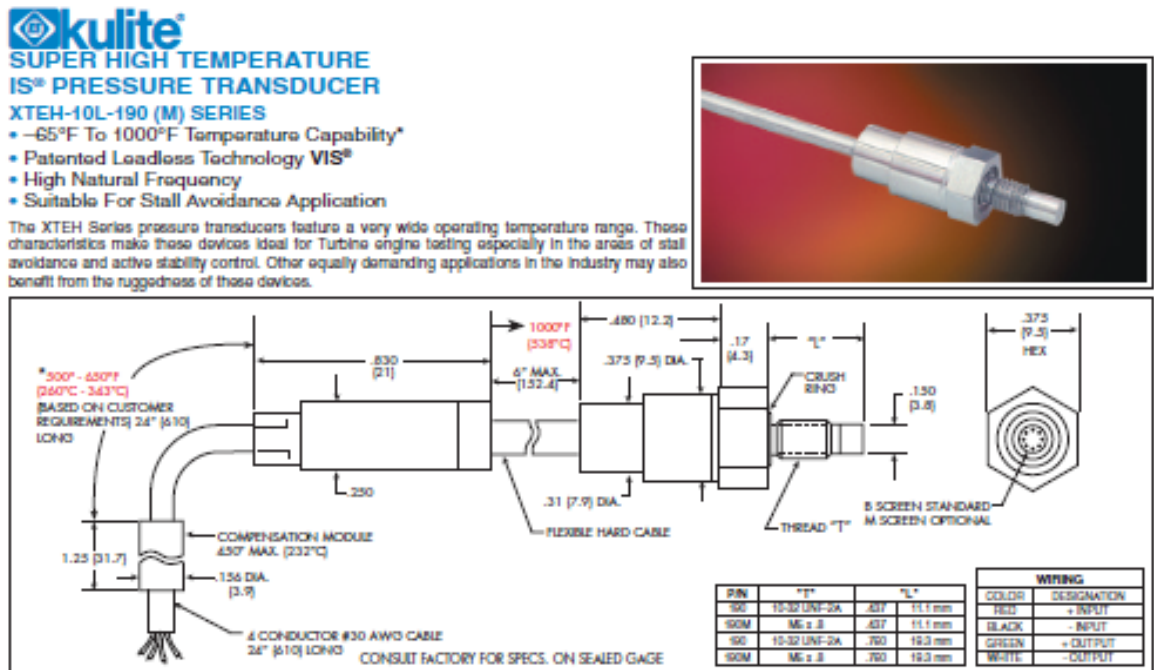 kulite®
SUPER HIGH TEMPERATURE
IS® PRESSURE TRANSDUCER
XTEH-10L-190 (M) SERIES
• –65°F To 1000°F Temperature Capability*
• Patented Leadless Technology VIS®
• High Natural Frequency
• Suitable For Stall Avoidance Application
The XTEH Series pressure transducers feature a very wide operating temperature range. These
characteristics make these devices ideal for Turbine engine testing especially in the areas of stall
avoidance and active stability control. Other equally demanding applications in the industry may also
benefit from the ruggedness of these devices.
*500° - 650°F
(260°C - 343°C)
(BASED ON CUSTOMER
REQUIREMENTS) 24" (610)
LONG
.830
(21)
1000°F
(538°C)
6" MAX.
(152.4)
.480 (12.2)
.375 (9.5) DIA.
.17
(4.3)
"L"
CRUSH
RING
.150
(3.8)
.375
(9.5)
HEX
.250
.31 (7.9) DIA.
FLEXIBLE HARD CABLE
THREAD "T"
B SCREEN STANDARD
M SCREEN OPTIONAL
COMPENSATION MODULE
450° MAX. (232°C)
1.25 (31.7)
.156 DIA.
(3.9)
4 CONDUCTOR #30 AWG CABLE
24" (610) LONG
CONSULT FACTORY FOR SPECS. ON SEALED GAGE
P/N "T" "L"
190 10-32 UNF-2A .437 11.1 mm
190M M5 x .8 .437 11.1 mm
190 10-32 UNF-2A .760 19.3 mm
190M M5 x .8 .760 19.3 mm
WIRING
COLOR DESIGNATION
RED + INPUT
BLACK - INPUT
GREEN + OUTPUT
WHITE - OUTPUT